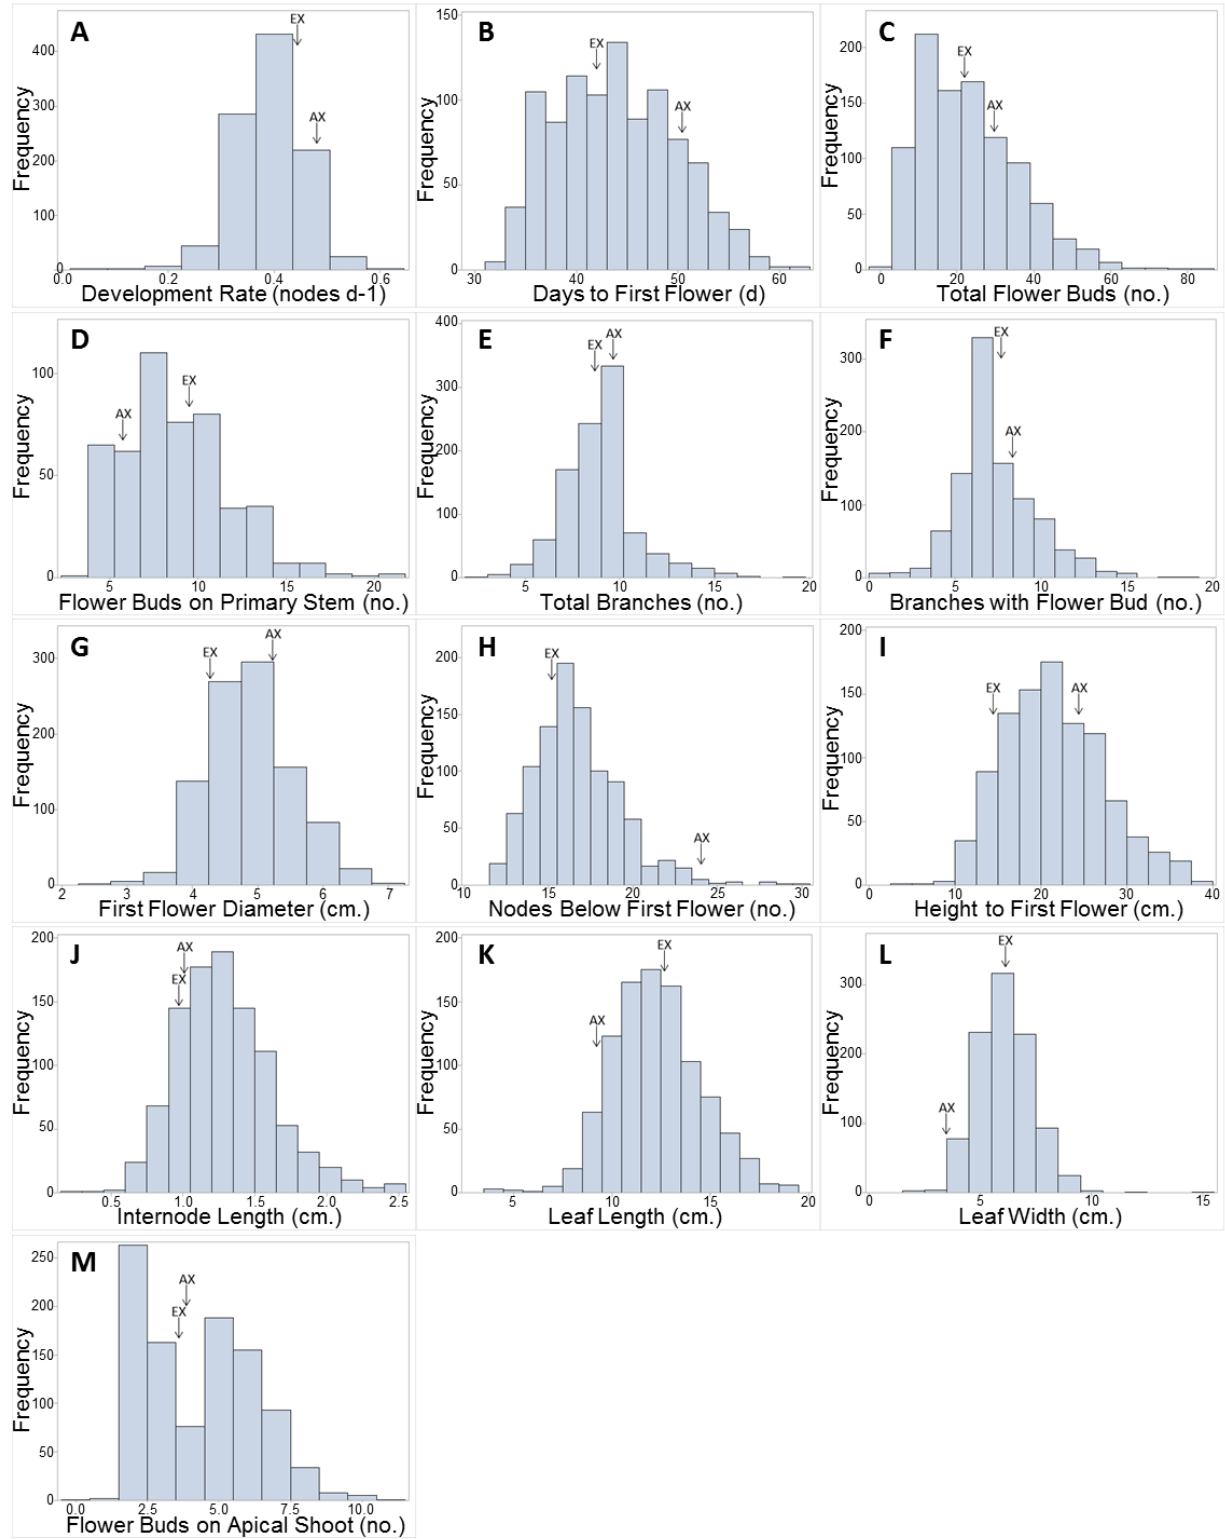 A
EX
AX
Frequency
400
300
200
100
0
0.0 0.2 0.4 0.6
Development Rate (nodes d-1)
B
EX
AX
Frequency
150
100
50
0
30 40 50 60
Days to First Flower (d)
C
EX
AX
Frequency
200
150
100
50
0
0 20 40 60 80
Total Flower Buds (no.)
D
EX
AX
Frequency
100
50
0
5 10 15 20
Flower Buds on Primary Stem (no.)
E
EX AX
Frequency
400
300
200
100
0
5 10 15 20
Total Branches (no.)
F
EX
AX
Frequency
300
200
100
0
0 5 10 15 20
Branches with Flower Bud (no.)
G
EX
AX
Frequency
300
200
100
0
2 3 4 5 6 7
First Flower Diameter (cm.)
H
EX
AX
Frequency
200
150
100
50
0
10 15 20 25 30
Nodes Below First Flower (no.)
I
EX
AX
Frequency
200
150
100
50
0
0 10 20 30 40
Height to First Flower (cm.)
J
AX
EX
Frequency
200
150
100
50
0
0.5 1.0 1.5 2.0 2.5
Internode Length (cm.)
K
EX
AX
Frequency
200
150
100
50
0
5 10 15 20
Leaf Length (cm.)
L
EX
AX
Frequency
300
200
100
0
0 5 10 15
Leaf Width (cm.)
M
AX
EX
Frequency
250
200
150
100
50
0
0.0 2.5 5.0 7.5 10.0
Flower Buds on Apical Shoot (no.)